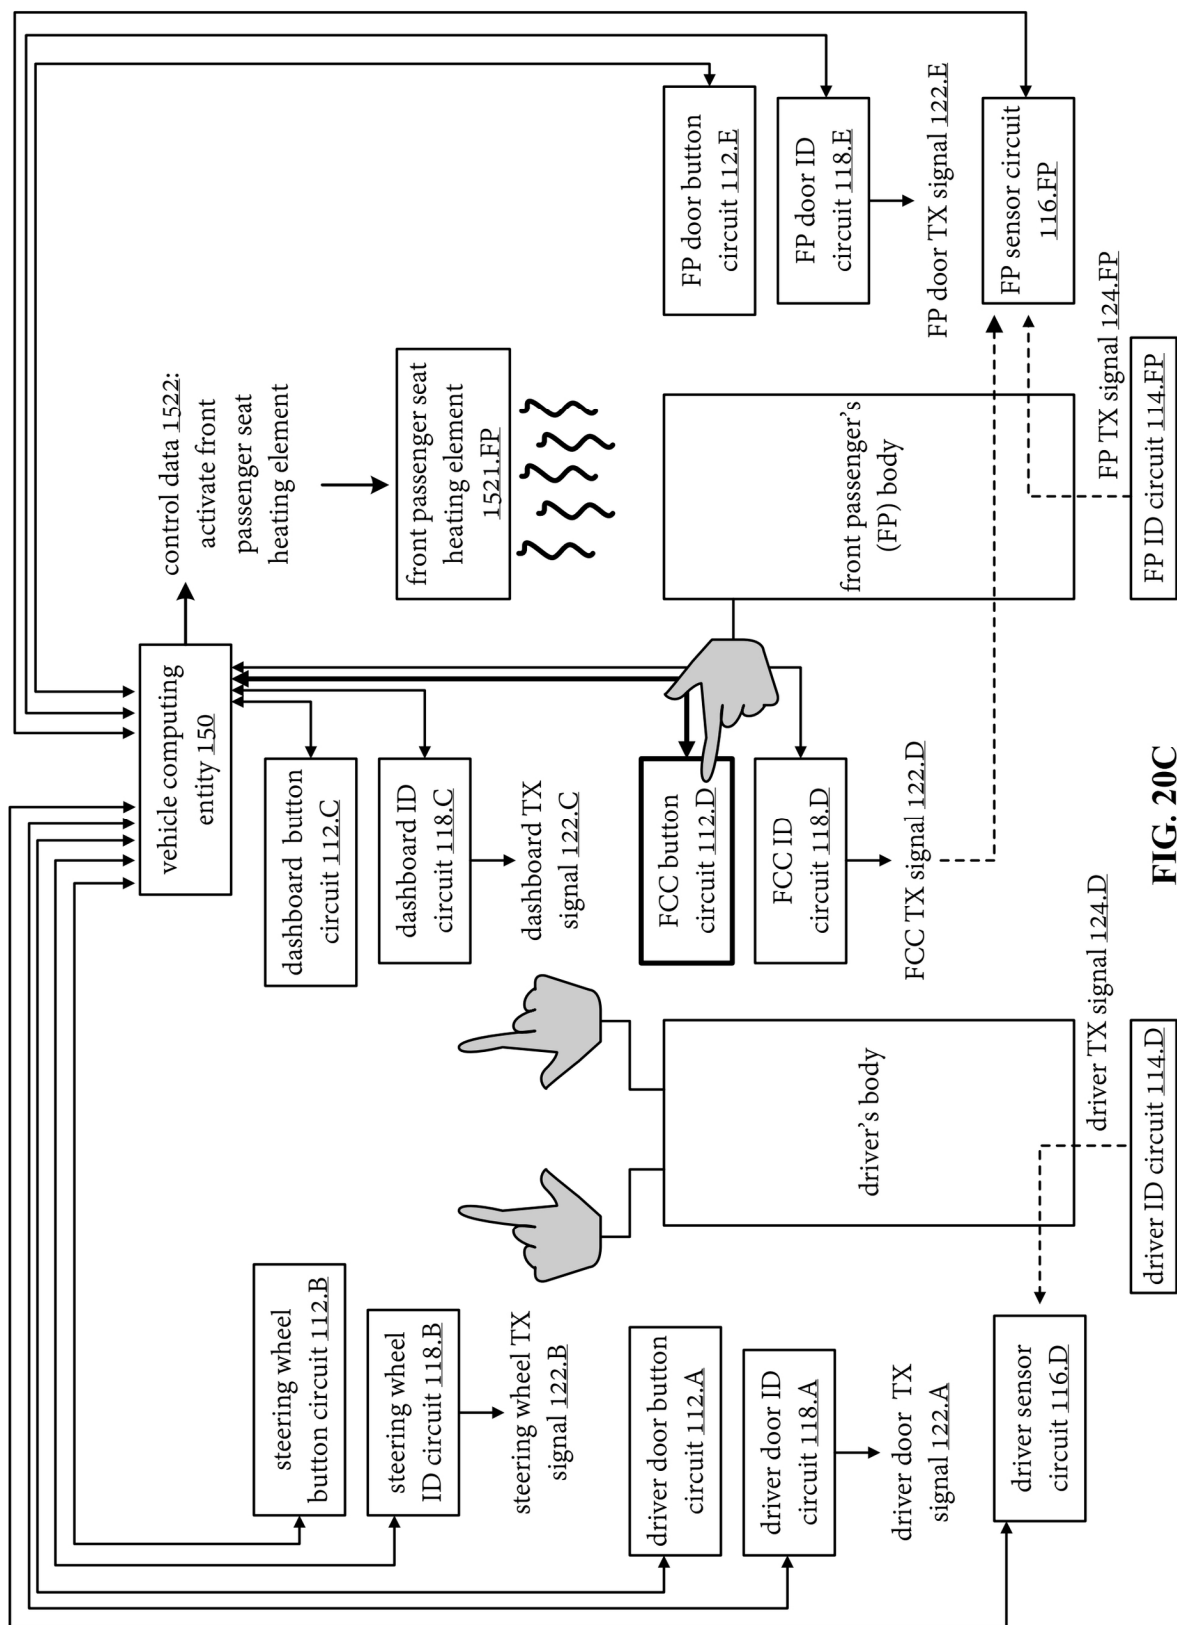 vehicle computing
entity 150
control data 1522:
activate front
passenger seat
heating element
steering wheel
button circuit 112.B
steering wheel
ID circuit 118.B
steering wheel TX
signal 122.B
dashboard button
circuit 112.C
dashboard ID
circuit 118.C
dashboard TX
signal 122.C
front passenger seat
heating element
1521.FP
driver door button
circuit 112.A
driver door ID
circuit 118.A
driver door TX
signal 122.A
FCC button
circuit 112.D
FCC ID
circuit 118.D
FCC TX signal 122.D
FP door button
circuit 112.E
FP door ID
circuit 118.E
FP door TX signal 122.E
driver's body
front passenger's
(FP) body
driver sensor
circuit 116.D
driver TX signal 124.D
driver ID circuit 114.D
FP sensor circuit
116.FP
FP TX signal 124.FP
FP ID circuit 114.FP
FIG. 20C